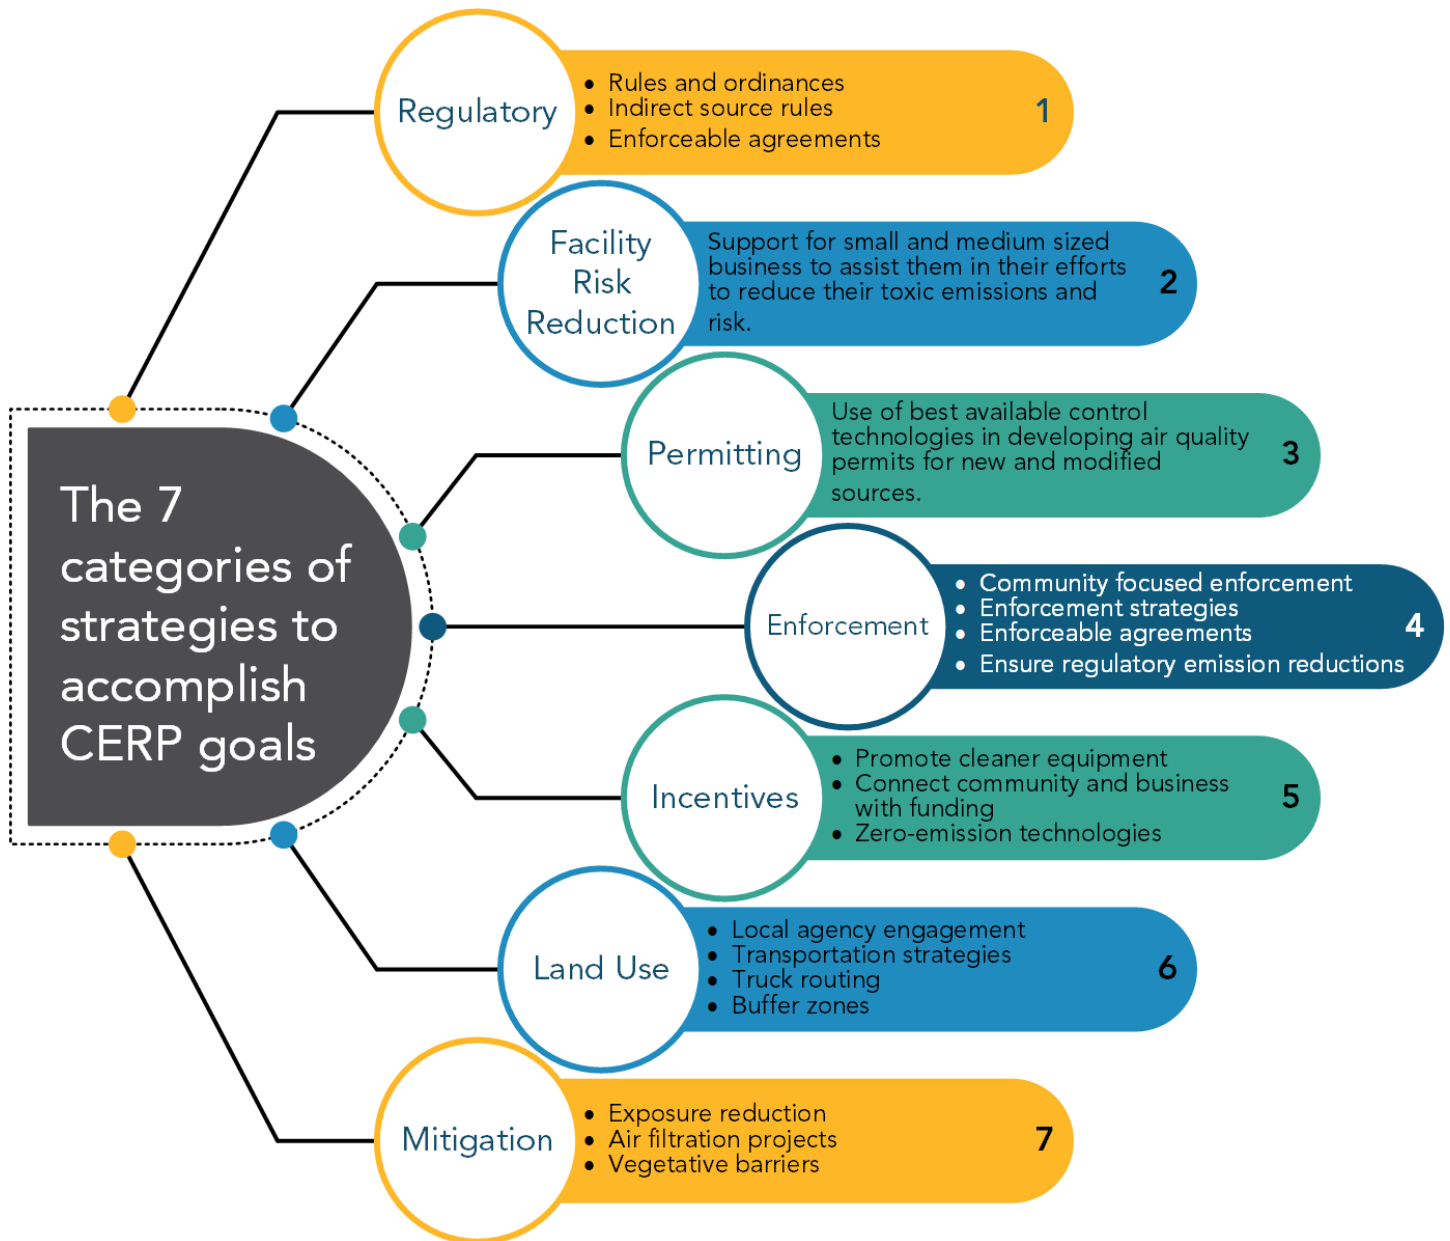 The 7
categories of
strategies to
accomplish
CERP goals
Regulatory
• Rules and ordinances
• Indirect source rules
• Enforceable agreements
1
Facility
Risk
Reduction
Support for small and medium sized
business to assist them in their efforts
to reduce their toxic emissions and
risk.
2
Permitting
Use of best available control
technologies in developing air quality
permits for new and modified
sources.
3
Enforcement
• Community focused enforcement
• Enforcement strategies
• Enforceable agreements
• Ensure regulatory emission reductions
4
Incentives
• Promote cleaner equipment
• Connect community and business
with funding
• Zero-emission technologies
5
Land Use
• Local agency engagement
• Transportation strategies
• Truck routing
• Buffer zones
6
Mitigation
• Exposure reduction
• Air filtration projects
• Vegetative barriers
7